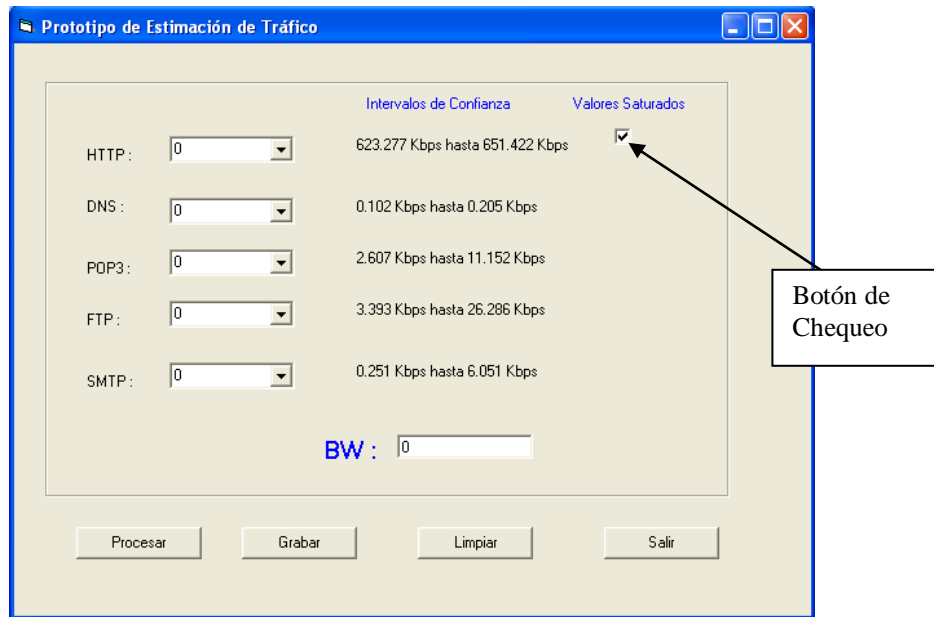 Prototipo de Estimación de Tráfico
Intervalos de Confianza Valores Saturados
HTTP : 0 623.277 Kbps hasta 651.422 Kbps
DNS : 0 0.102 Kbps hasta 0.205 Kbps
POP3 : 0 2.607 Kbps hasta 11.152 Kbps
FTP : 0 3.393 Kbps hasta 26.286 Kbps
SMTP : 0 0.251 Kbps hasta 6.051 Kbps
BW : 0
Procesar Grabar Limpiar Salir
Botón de
Chequeo